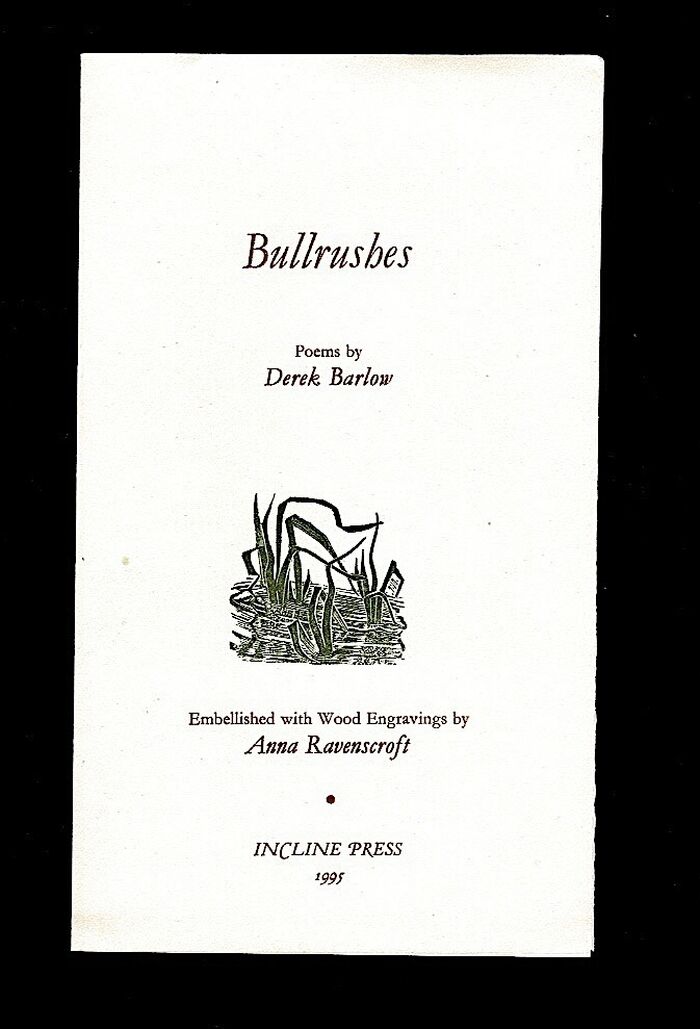 Bullrushes
Poems by
Derek Barlow
Embellished with Wood Engravings by
Anna Ravenscroft
INCLINE PRESS
1995